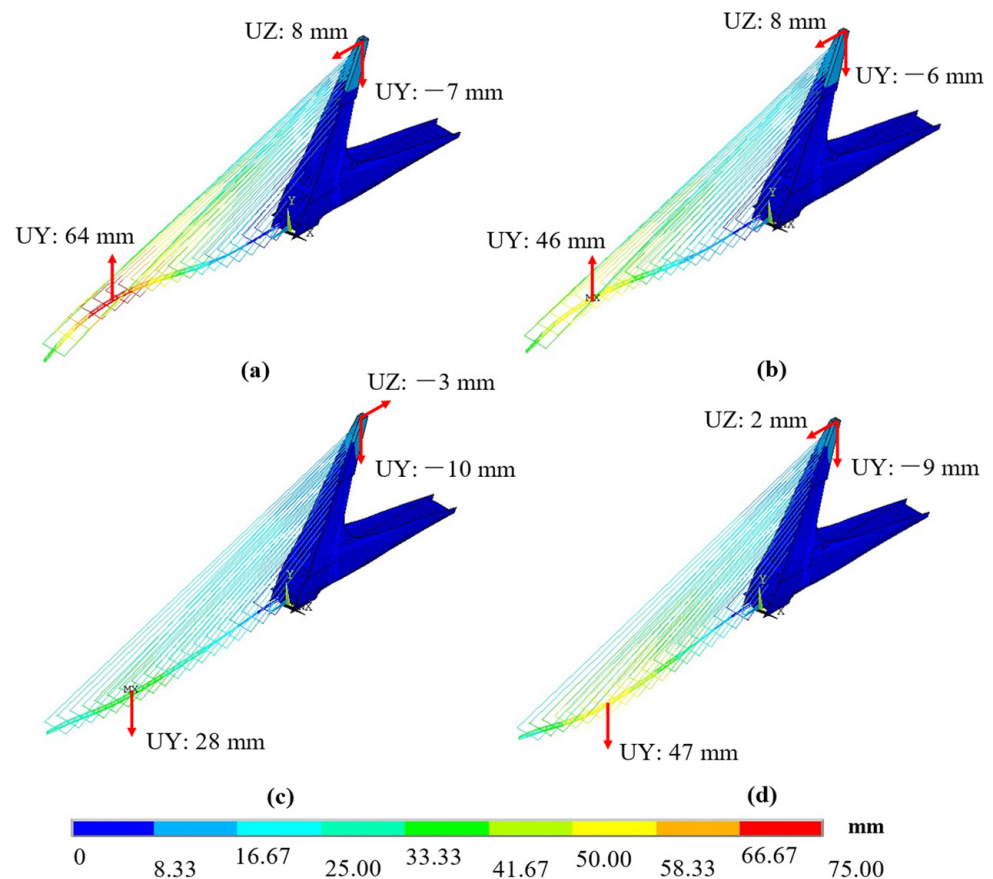 UZ: 8 mm
UY: −7 mm
UY: 64 mm
Y
X
(a)
UZ: 8 mm
UY: −6 mm
UY: 46 mm
MX
Y
X
(b)
UZ: −3 mm
UY: −10 mm
Y
X
MX
UY: 28 mm
(c)
UZ: 2 mm
UY: −9 mm
Y
X
UY: 47 mm
(d)
mm
0 8.33 16.67 25.00 33.33 41.67 50.00 58.33 66.67 75.00